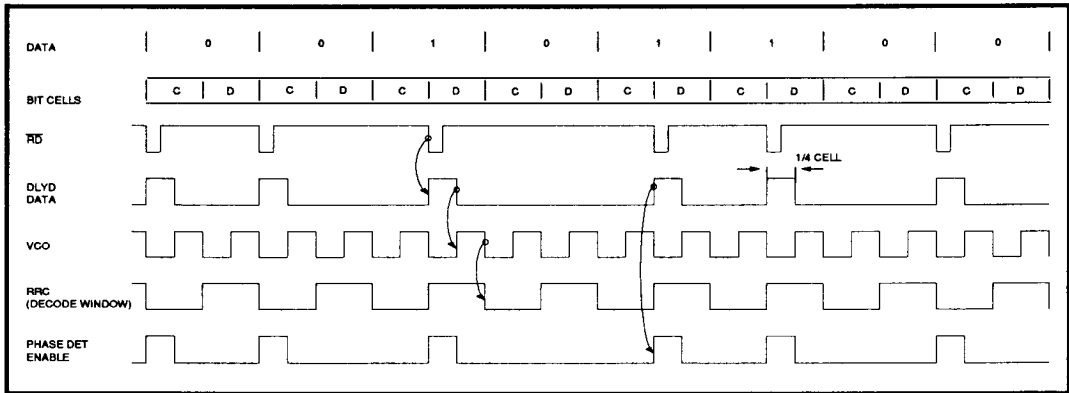 DATA 0 0 1 0 1 1 0 0
BIT CELLS C D C D C D C D C D C D C D C D
RD
1/4 CELL
DLYD
DATA
VCO
RRC
(DECODE WINDOW)
PHASE DET
ENABLE